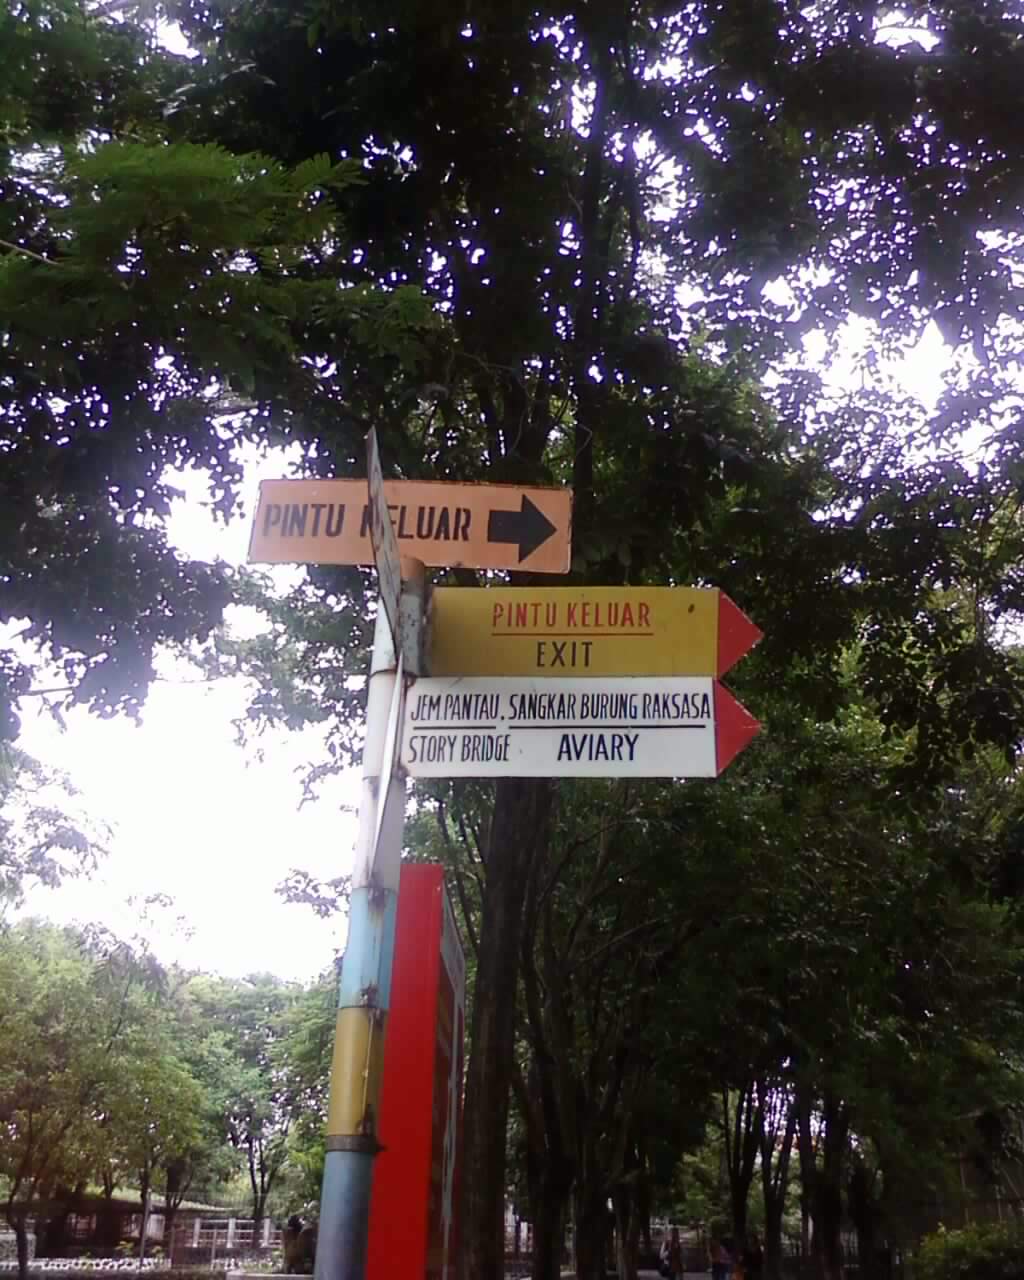 PINTU KELUAR
PINTU KELUAR
EXIT
JEM.PANTAU. SANGKAR BURUNG RAKSASA
STORY BRIDGE AVIARY